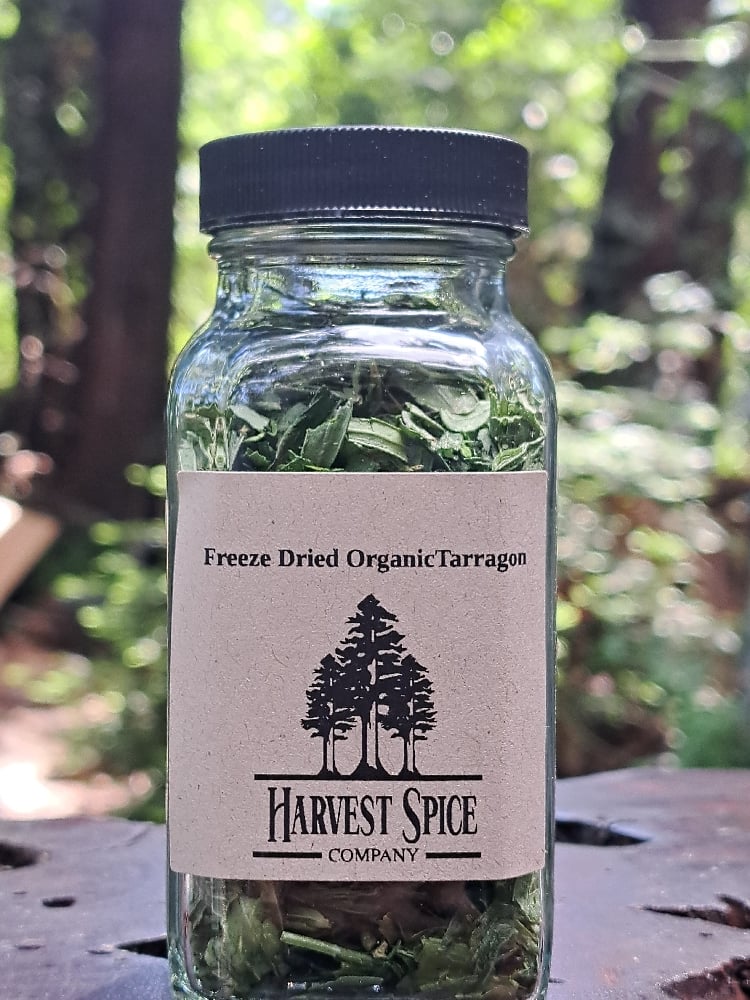 Freeze Dried OrganicTarragon
HARVEST SPICE
COMPANY